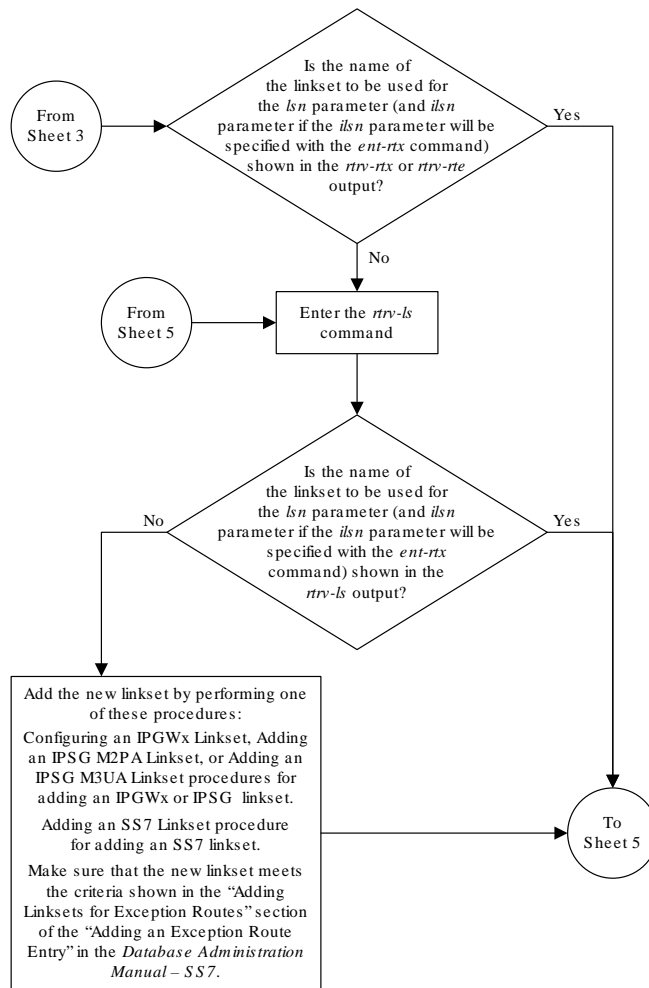 Is the name of
the linkset to be used for
the lsn parameter (and ilsn
parameter if the ilsn parameter will be
specified with the ent-rtx command)
shown in the rtrv-rtx or rtrv-rte
output?
From
Sheet 3
Yes
No
From
Sheet 5
Enter the rtrv-ls
command
Is the name of
the linkset to be used for
the lsn parameter (and ilsn
parameter if the ilsn parameter will be
specified with the ent-rtx
command) shown in the
rtrv-ls output?
No
Yes
Add the new linkset by performing one
of these procedures:
Configuring an IPGWx Linkset, Adding
an IPSG M2PA Linkset, or Adding an
IPSG M3UA Linkset procedures for
adding an IPGWx or IPSG linkset.
Adding an SS7 Linkset procedure
for adding an SS7 linkset.
Make sure that the new linkset meets
the criteria shown in the “Adding
Linksets for Exception Routes” section
of the “Adding an Exception Route
Entry” in the Database Administration
Manual – SS7.
To
Sheet 5